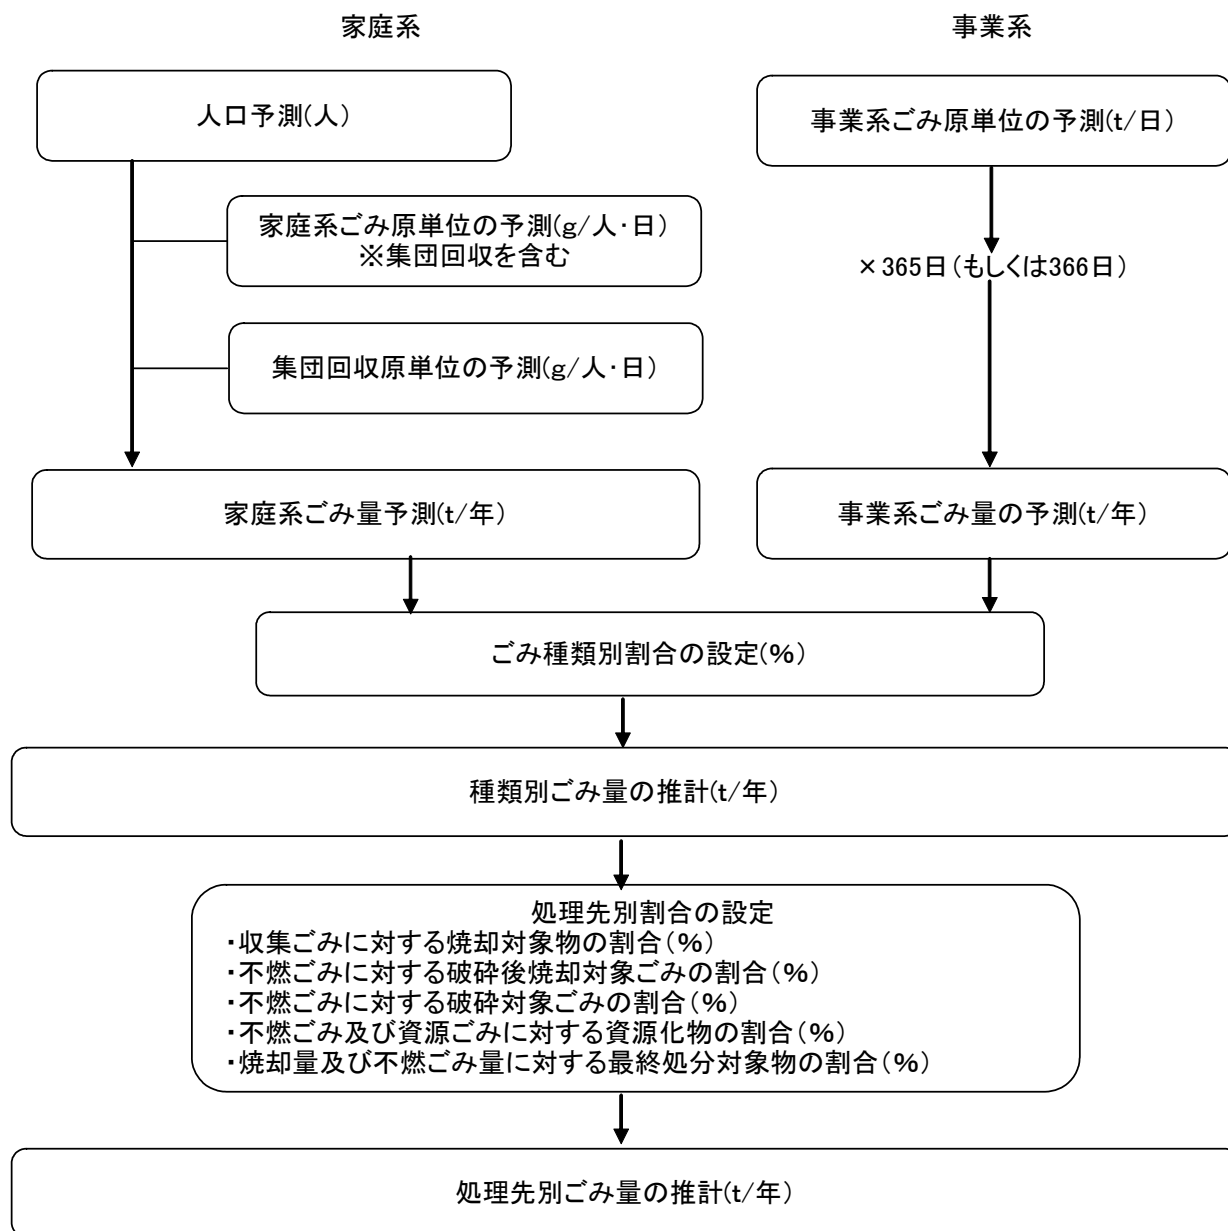 家庭系
事業系
人口予測(人)
事業系ごみ原単位の予測(t/日)
家庭系ごみ原単位の予測(g/人・日)
※集団回収を含む
×365日(もしくは366日)
集団回収原単位の予測(g/人・日)
家庭系ごみ量予測(t/年)
事業系ごみ量の予測(t/年)
ごみ種類別割合の設定(%)
種類別ごみ量の推計(t/年)
処理先別割合の設定
・収集ごみに対する焼却対象物の割合(%)
・不燃ごみに対する破砕後焼却対象ごみの割合(%)
・不燃ごみに対する破砕対象ごみの割合(%)
・不燃ごみ及び資源ごみに対する資源化物の割合(%)
・焼却量及び不燃ごみ量に対する最終処分対象物の割合(%)
処理先別ごみ量の推計(t/年)